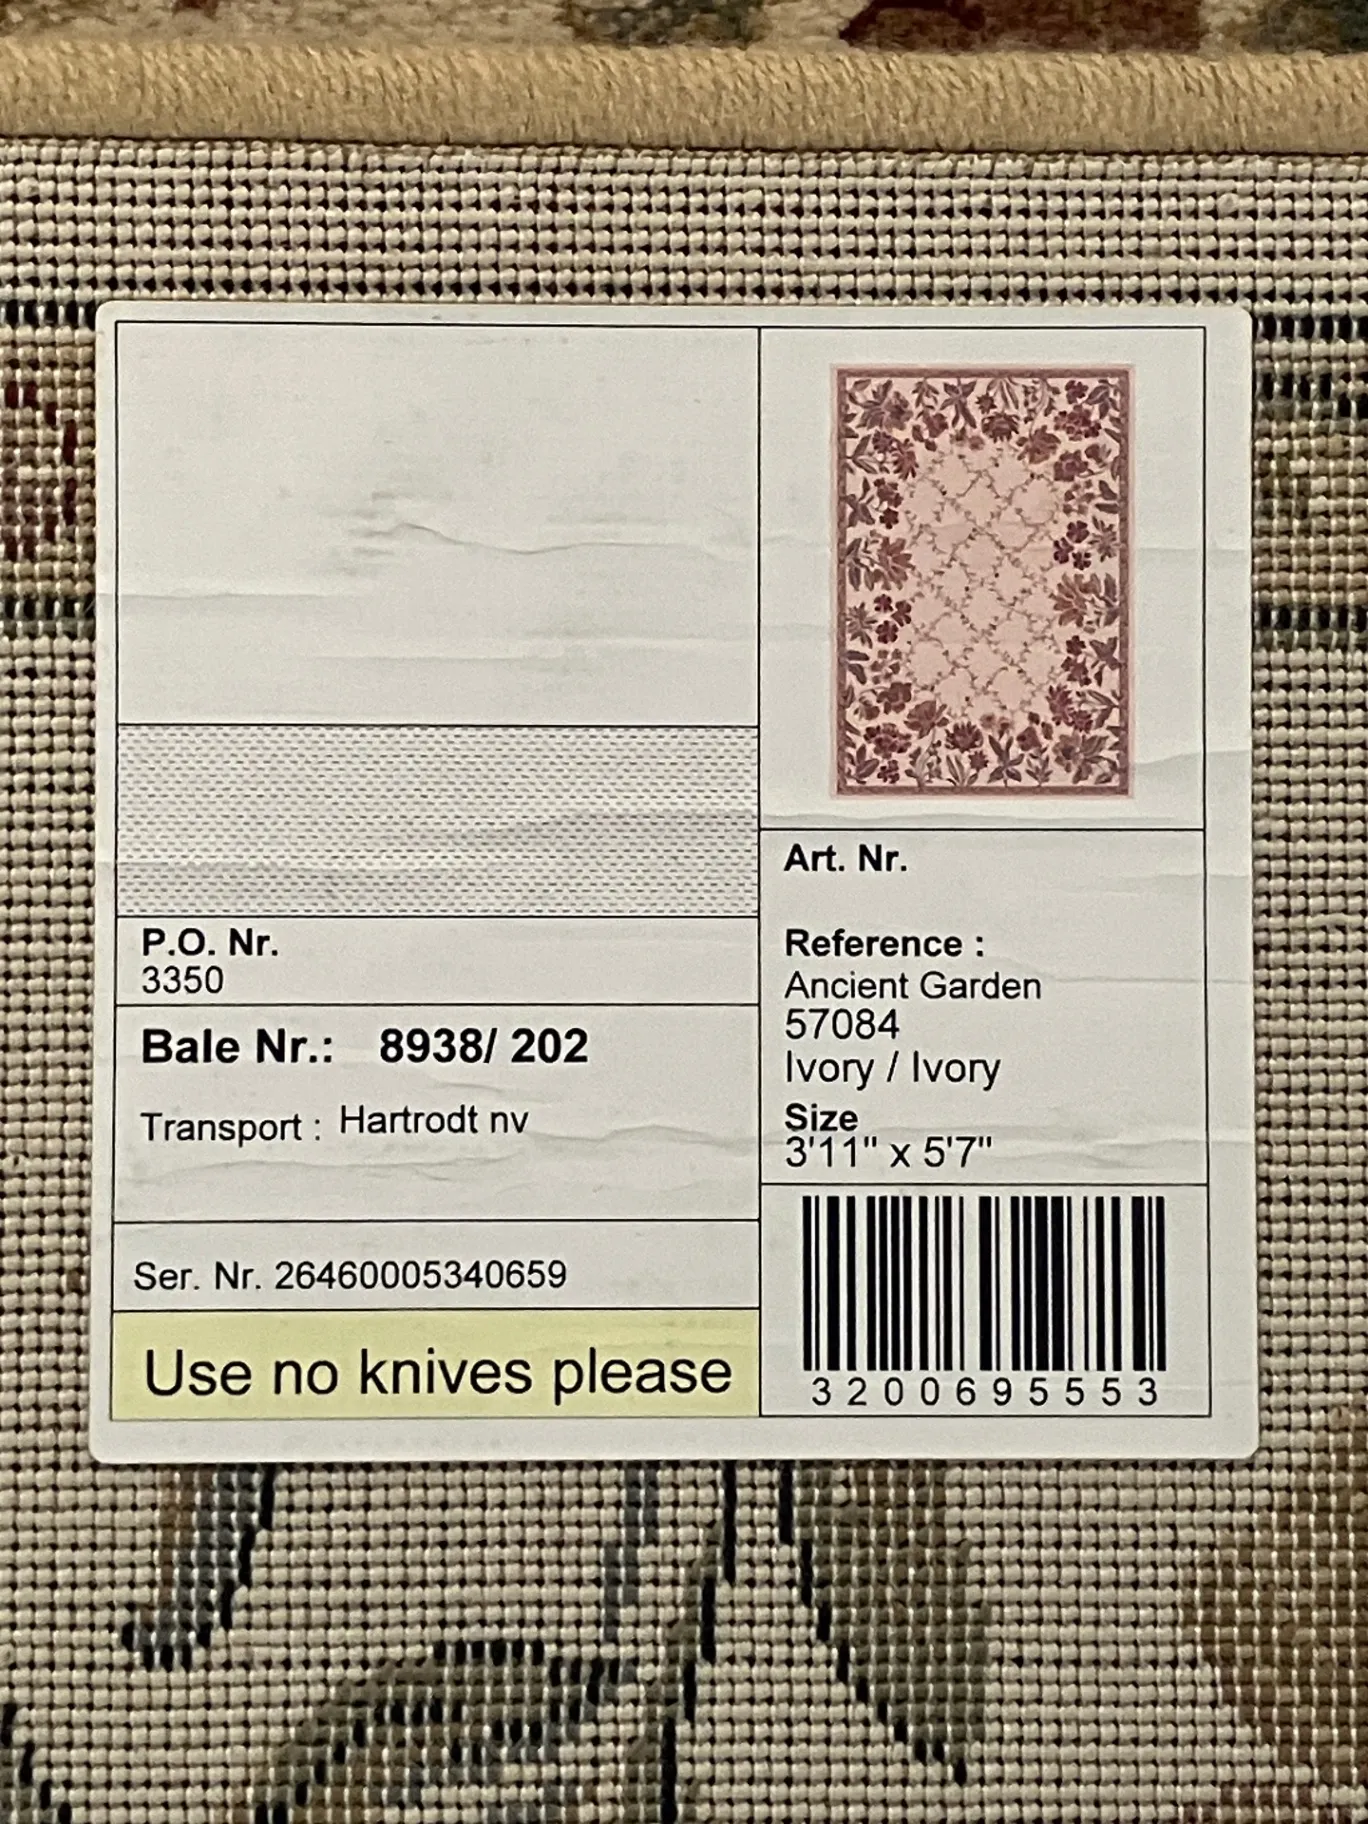 P.O. Nr.
3350
Bale Nr.: 8938/ 202
Transport : Hartrodt nv
Ser. Nr. 26460005340659
Use no knives please
Art. Nr.
Reference :
Ancient Garden
57084
Ivory / Ivory
Size
3'11" x 5'7"
3200695553